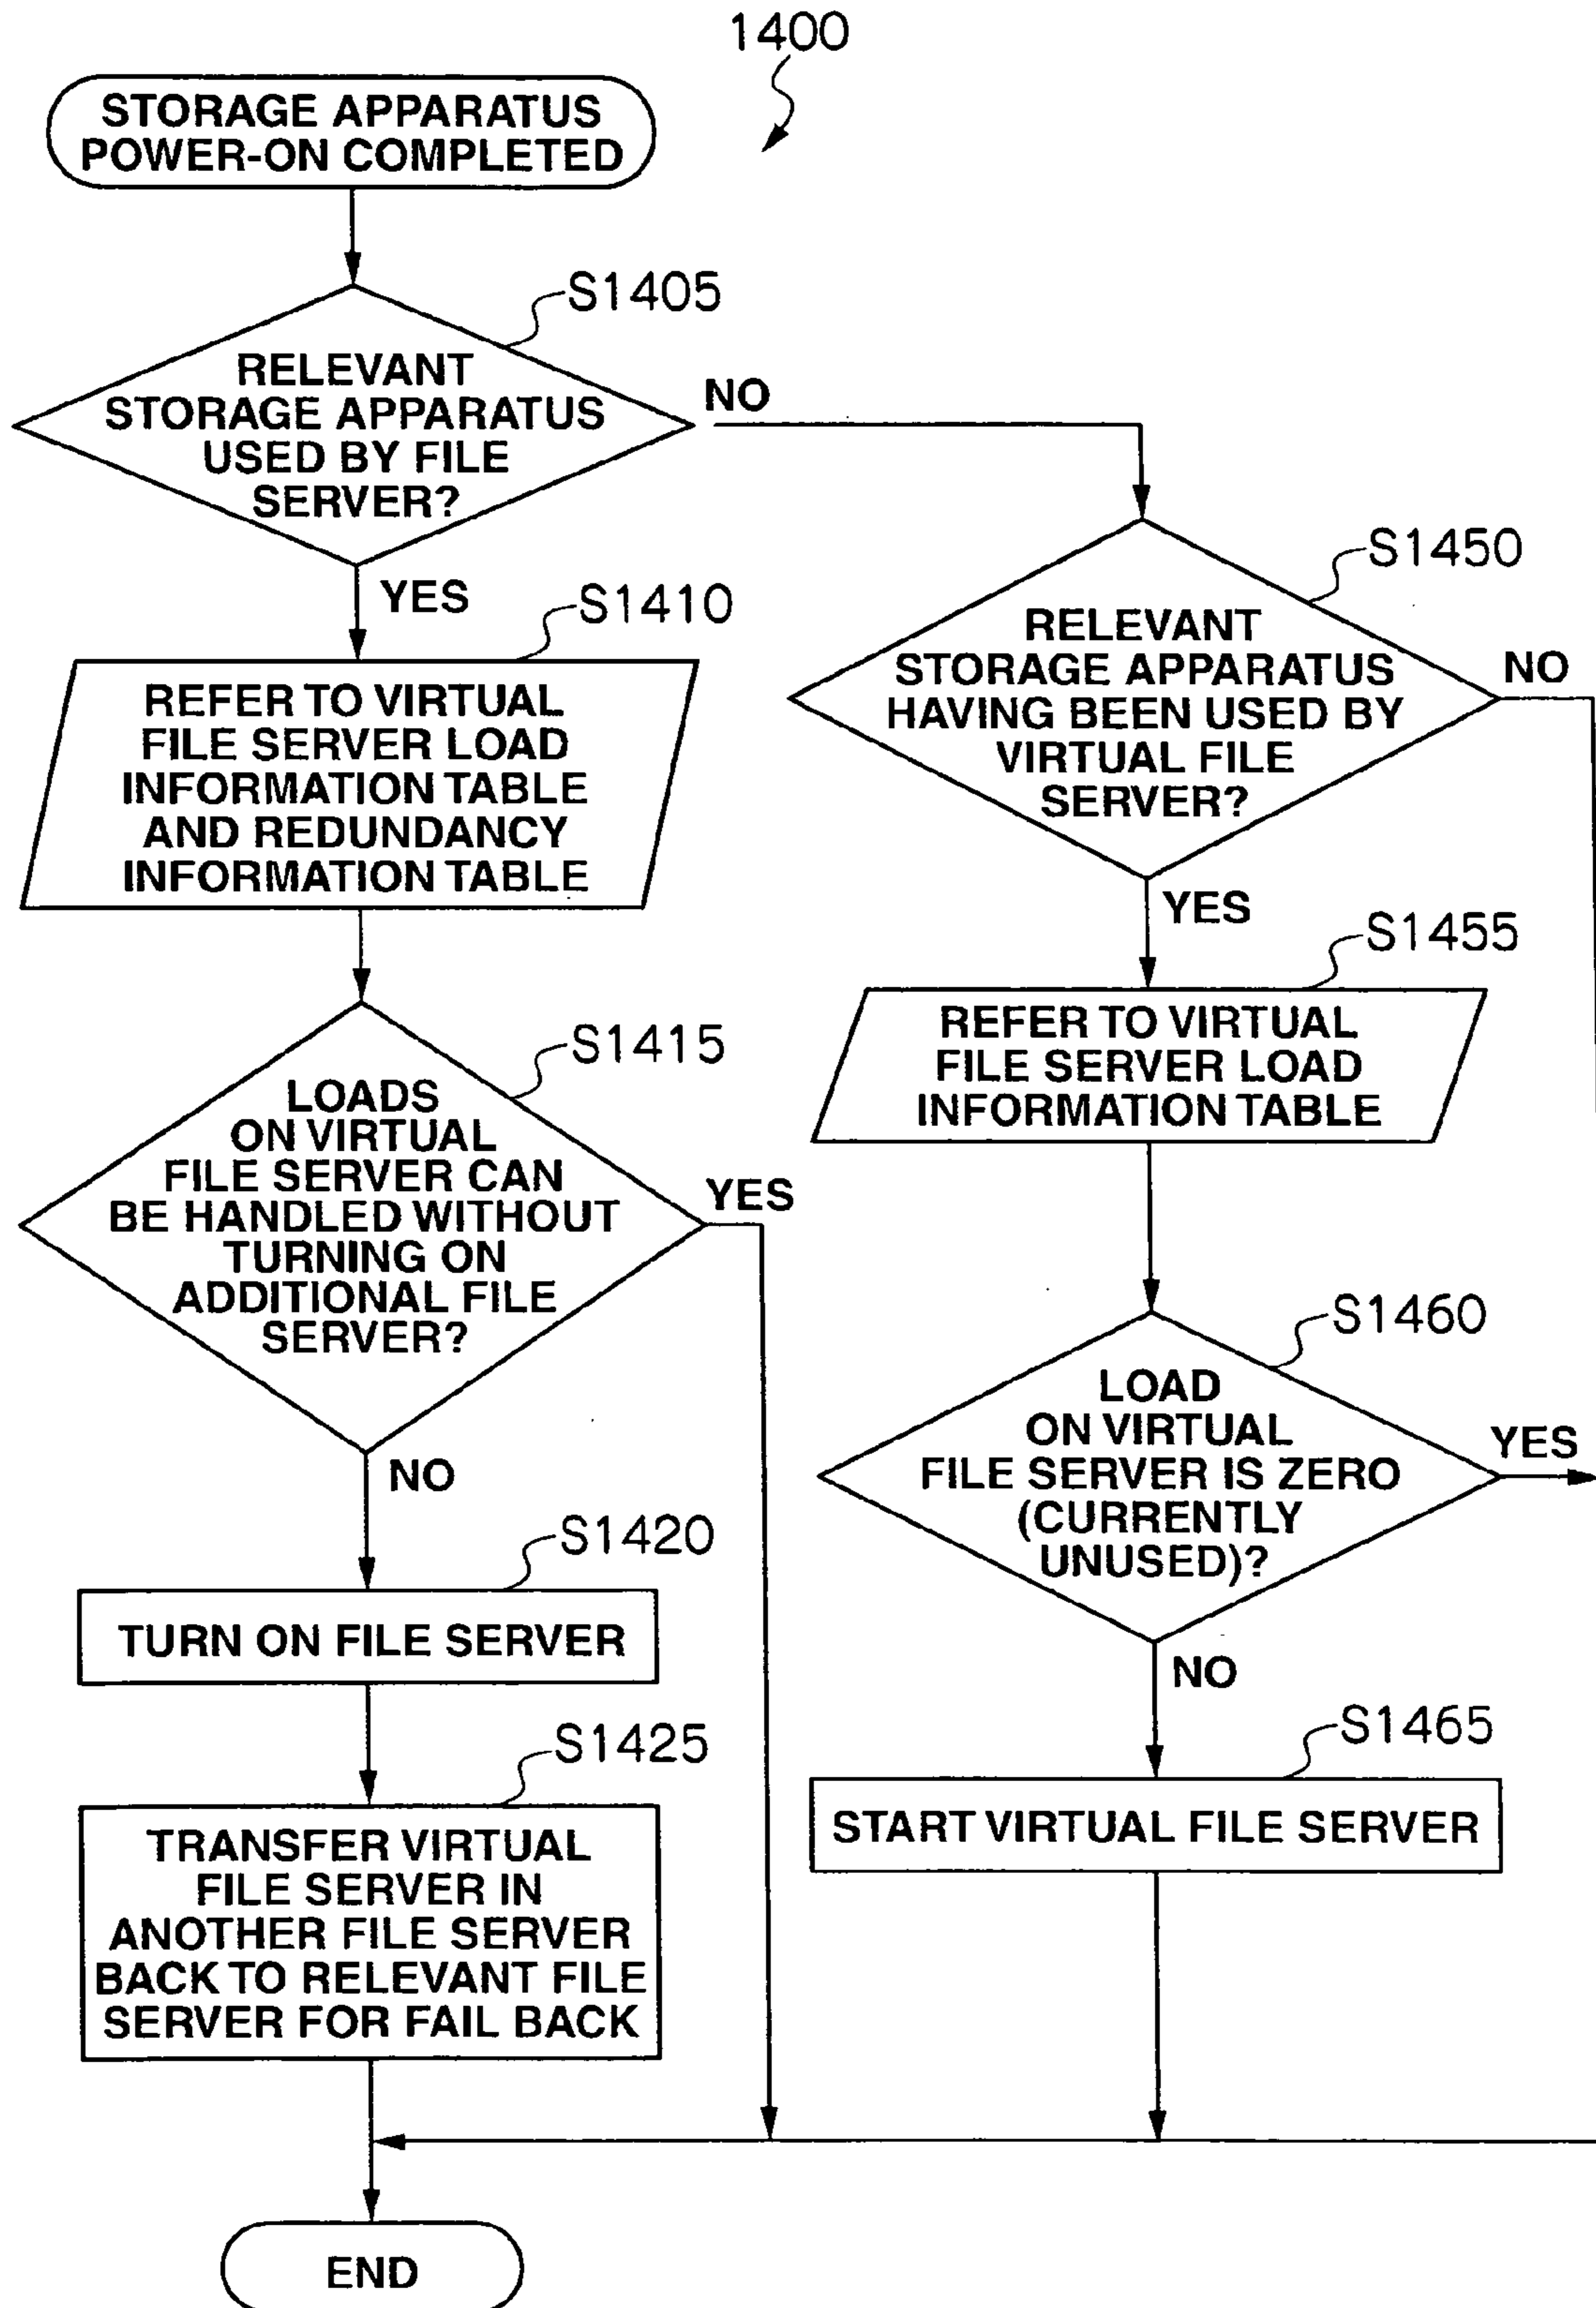 1400
STORAGE APPARATUS
POWER-ON COMPLETED
S1405
RELEVANT
STORAGE APPARATUS
USED BY FILE
SERVER?
NO
YES
S1410
REFER TO VIRTUAL
FILE SERVER LOAD
INFORMATION TABLE
AND REDUNDANCY
INFORMATION TABLE
S1415
LOADS
ON VIRTUAL
FILE SERVER CAN
BE HANDLED WITHOUT
TURNING ON
ADDITIONAL FILE
SERVER?
YES
NO
S1420
TURN ON FILE SERVER
S1425
TRANSFER VIRTUAL
FILE SERVER IN
ANOTHER FILE SERVER
BACK TO RELEVANT FILE
SERVER FOR FAIL BACK
S1450
RELEVANT
STORAGE APPARATUS
HAVING BEEN USED BY
VIRTUAL FILE
SERVER?
NO
YES
S1455
REFER TO VIRTUAL
FILE SERVER LOAD
INFORMATION TABLE
S1460
LOAD
ON VIRTUAL
FILE SERVER IS ZERO
(CURRENTLY
UNUSED)?
YES
NO
S1465
START VIRTUAL FILE SERVER
END